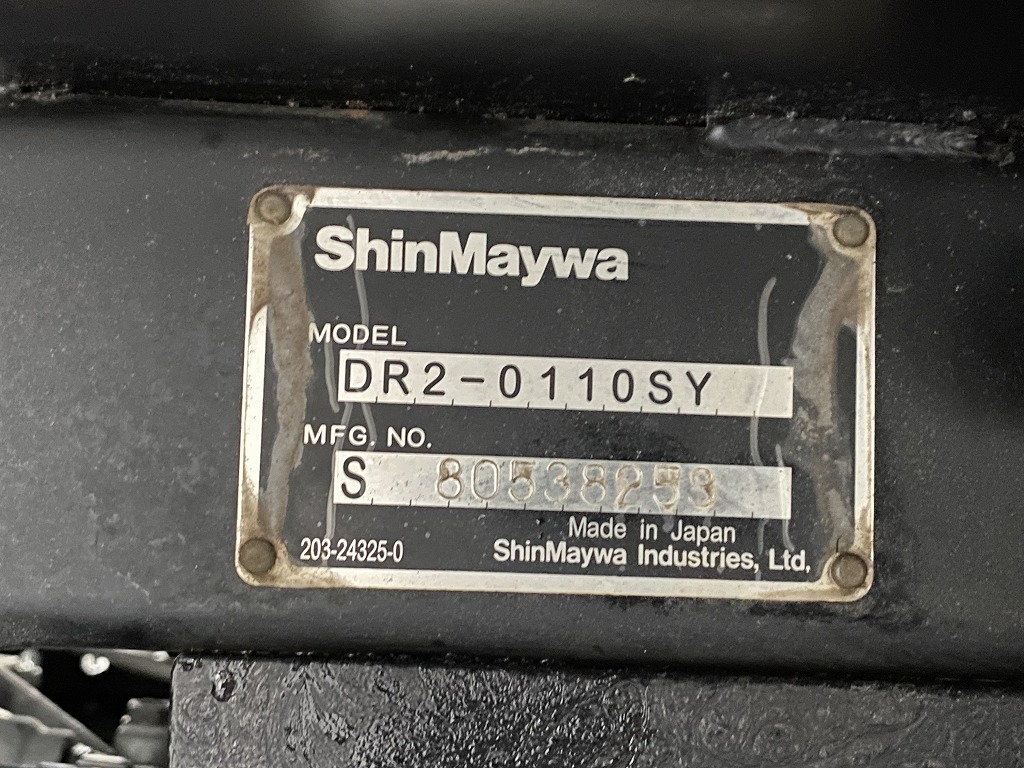 ShinMaywa
MODEL
DR2-0110SY
MFG. NO.
S 80538253
Made in Japan
203-24325-0 ShinMaywa Industries, Ltd.